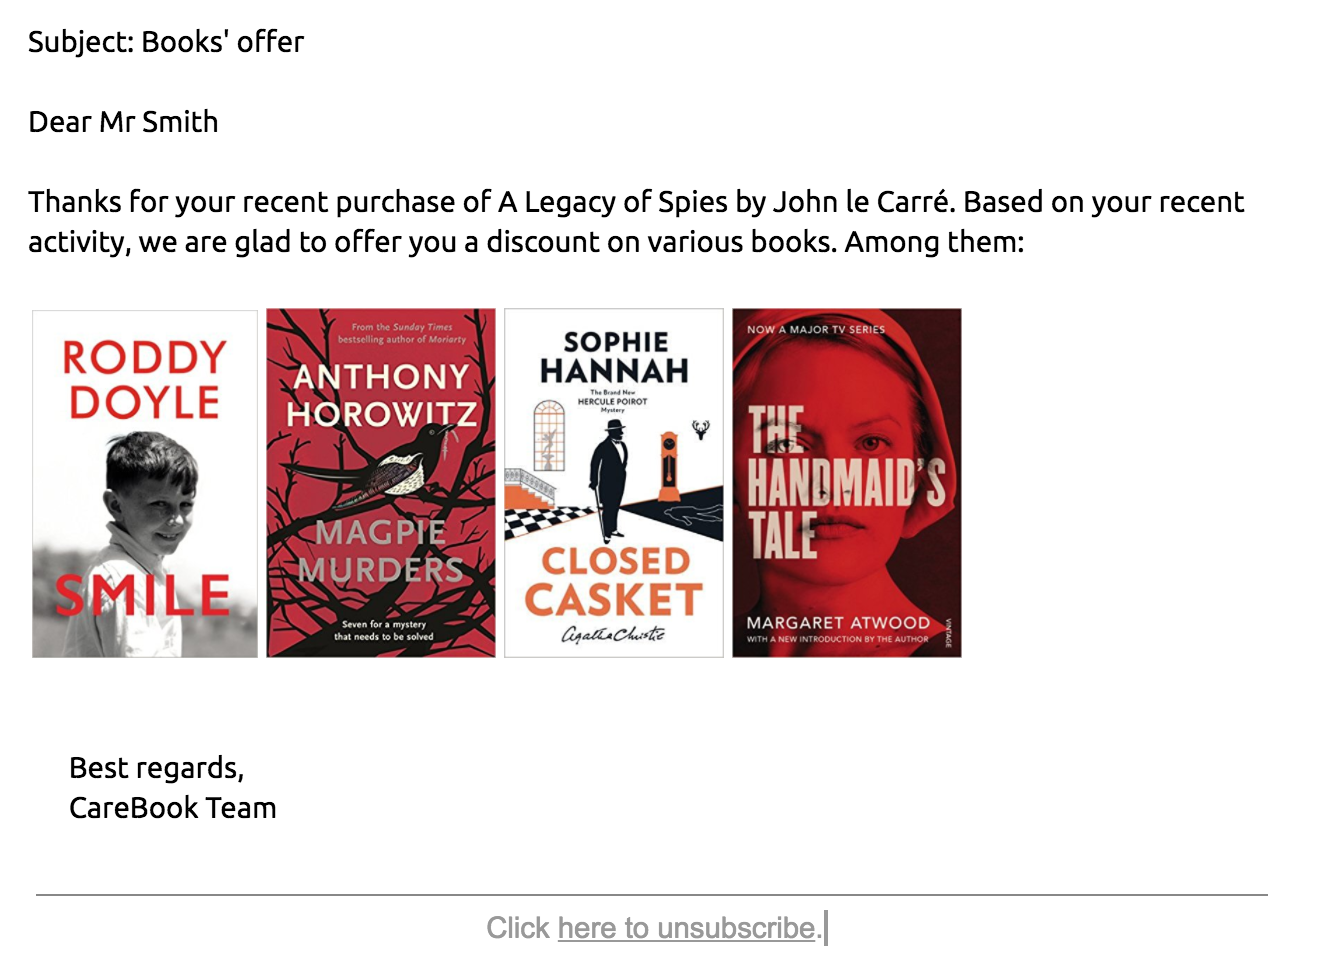 Subject: Books' offer
Dear Mr Smith
Thanks for your recent purchase of A Legacy of Spies by John le Carré. Based on your recent
activity, we are glad to offer you a discount on various books. Among them:
RODDY
DOYLE
SMILE
From the Sunday Times
bestselling author of Moriarty
ANTHONY
HOROWITZ
MAGPIE
MURDERS
Seven for a mystery
that needs to be solved
SOPHIE
HANNAH
The Brand New
HERCULE POIROT
Mystery
CLOSED
CASKET
Agatha Christie
NOW A MAJOR TV SERIES
THE
HANDMAID'S
TALE
MARGARET ATWOOD
WITH A NEW INTRODUCTION BY THE AUTHOR
VINTAGE
Best regards,
CareBook Team
Click here to unsubscribe.